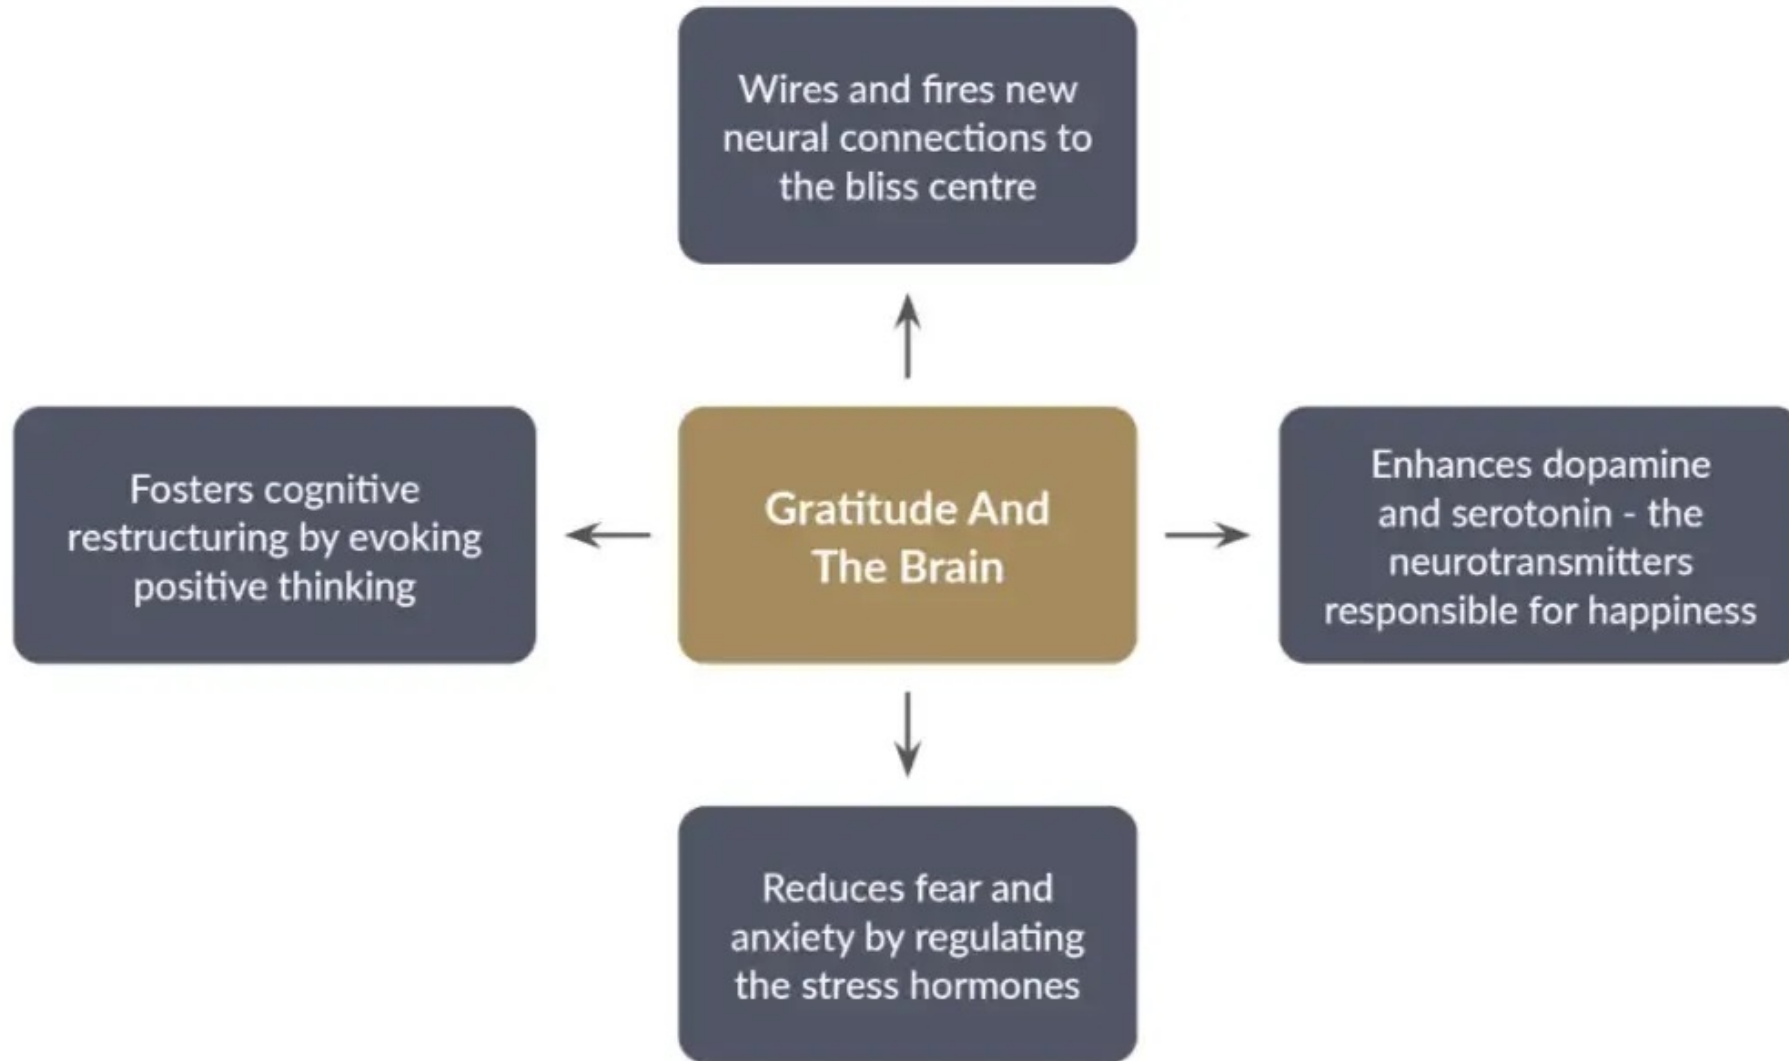 Wires and fires new
neural connections to
the bliss centre
Fosters cognitive
restructuring by evoking
positive thinking
Gratitude And
The Brain
Enhances dopamine
and serotonin - the
neurotransmitters
responsible for happiness
Reduces fear and
anxiety by regulating
the stress hormones